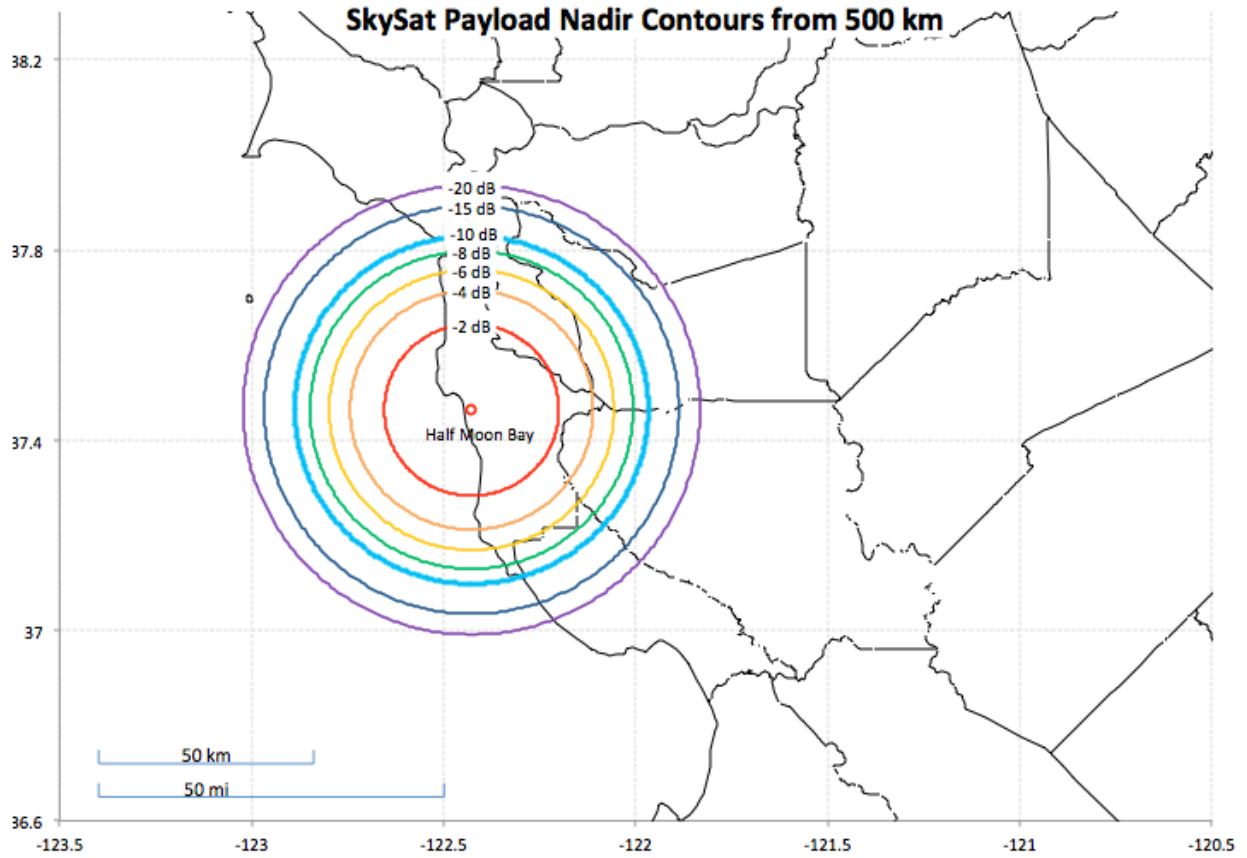 SkySat Payload Nadir Contours from 500 km
38.2
-20 dB
-15 dB
-10 dB
37.8
-8 dB
-6 dB
-4 dB
-2 dB
Half Moon Bay
37.4
37
50 km
50 mi
36.6
-123.5
-123
-122.5
-122
-121.5
-121
-120.5